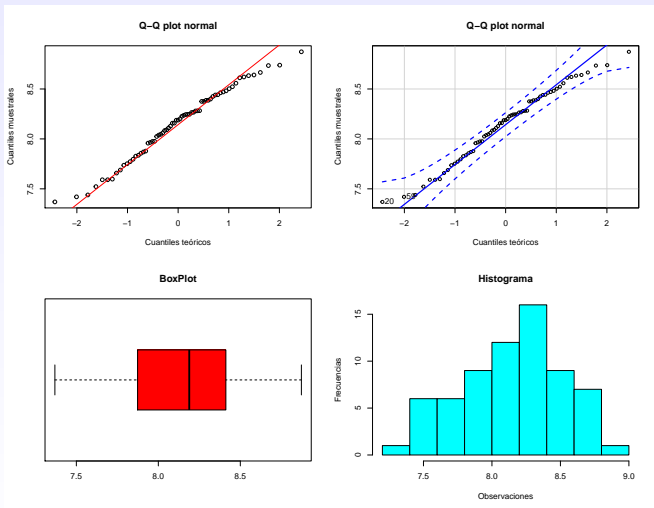 Q−Q plot normal
Cuantiles muestrales
8.5
8.0
7.5
−2 −1 0 1 2
Cuantiles teóricos
Q−Q plot normal
Cuantiles muestrales
8.5
8.0
7.5
20
−2 −1 0 1 2
Cuantiles teóricos
BoxPlot
7.5 8.0 8.5
Histograma
Frecuencias
15
10
5
0
7.5 8.0 8.5 9.0
Observaciones